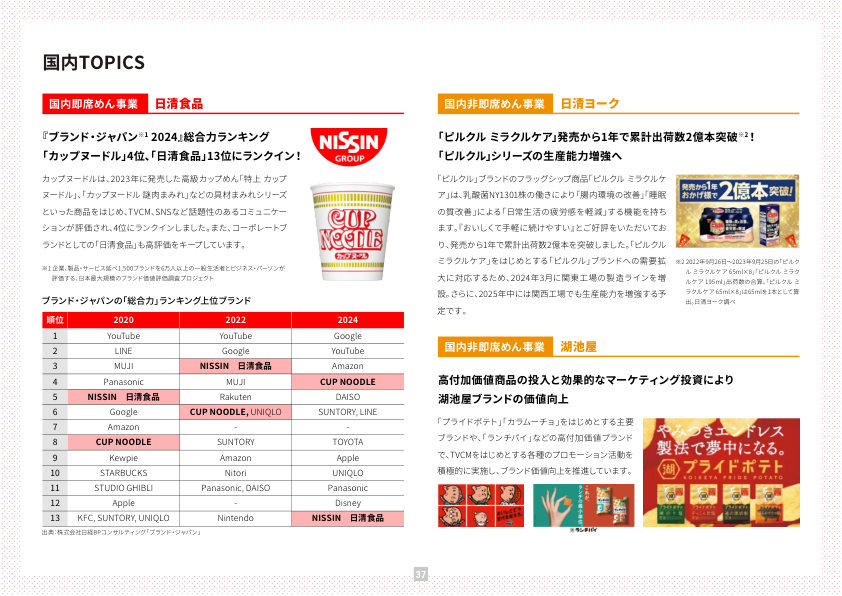 国内TOPICS
国内即席めん事業 日清食品
『ブランド・ジャパン※1 2024』総合力ランキング
「カップヌードル」4位、「日清食品」13位にランクイン！
NISSIN
GROUP
カップヌードルは、2023年に発売した高級カップめん「特上 カップ
ヌードル」、「カップヌードル 謎肉まみれ」などの具材まみれシリーズ
といった商品をはじめ、TVCM、SNSなど話題性のあるコミュニケー
ションが評価され、4位にランクインしました。また、コーポレートブ
ランドとしての「日清食品」も高評価をキープしています。
CUP
NOODLE
カップヌードル
※1 企業、製品・サービス延べ1,500ブランドを6万人以上の一般生活者とビジネス・パーソンが
評価する、日本最大規模のブランド価値評価調査プロジェクト
ブランド・ジャパンの「総合力」ランキング上位ブランド
順位 2020 2022 2024
1 YouTube YouTube Google
2 LINE Google YouTube
3 MUJI NISSIN 日清食品 Amazon
4 Panasonic MUJI CUP NOODLE
5 NISSIN 日清食品 Rakuten DAISO
6 Google CUP NOODLE, UNIQLO SUNTORY, LINE
7 Amazon - -
8 CUP NOODLE SUNTORY TOYOTA
9 Kewpie Amazon Apple
10 STARBUCKS Nitori UNIQLO
11 STUDIO GHIBLI Panasonic, DAISO Panasonic
12 Apple - Disney
13 KFC, SUNTORY, UNIQLO Nintendo NISSIN 日清食品
出典：株式会社日経BPコンサルティング「ブランド・ジャパン」
国内非即席めん事業 日清ヨーク
「ピルクル ミラクルケア」発売から1年で累計出荷数2億本突破※2！
「ピルクル」シリーズの生産能力増強へ
「ピルクル」ブランドのフラッグシップ商品「ピルクル ミラクルケ
ア」は、乳酸菌NY1301株の働きにより「腸内環境の改善」「睡眠
の質改善」による「日常生活の疲労感を軽減」する機能を持ち
ます。『おいしくて手軽に続けやすい』とご好評をいただいてお
り、発売から1年で累計出荷数2億本を突破しました。「ピルクル
ミラクルケア」をはじめとする「ピルクル」ブランドへの需要拡
大に対応するため、2024年3月に関東工場の製造ラインを増
設。さらに、2025年中には関西工場でも生産能力を増強する予
定です。
発売から1年
おかげ様で 2億本突破!
※2 2022年9月26日～2023年9月25日の「ピルク
ル ミラクルケア 65ml×8」「ピルクル ミラク
ルケア 195ml」出荷数の合算。「ピルクル ミ
ラクルケア 65ml×8」は65mlを1本として算
出。日清ヨーク調べ
国内非即席めん事業 湖池屋
高付加価値商品の投入と効果的なマーケティング投資により
湖池屋ブランドの価値向上
「プライドポテト」「カラムーチョ」をはじめとする主要
ブランドや、「ランチパイ」などの高付加価値ブランド
で、TVCMをはじめとする各種のプロモーション活動を
積極的に実施し、ブランド価値向上を推進しています。
ランチパイ
やみつきエンドレス
製法で夢中になる。
湖
プライドポテト
KOIKEYA PRIDE POTATO
37